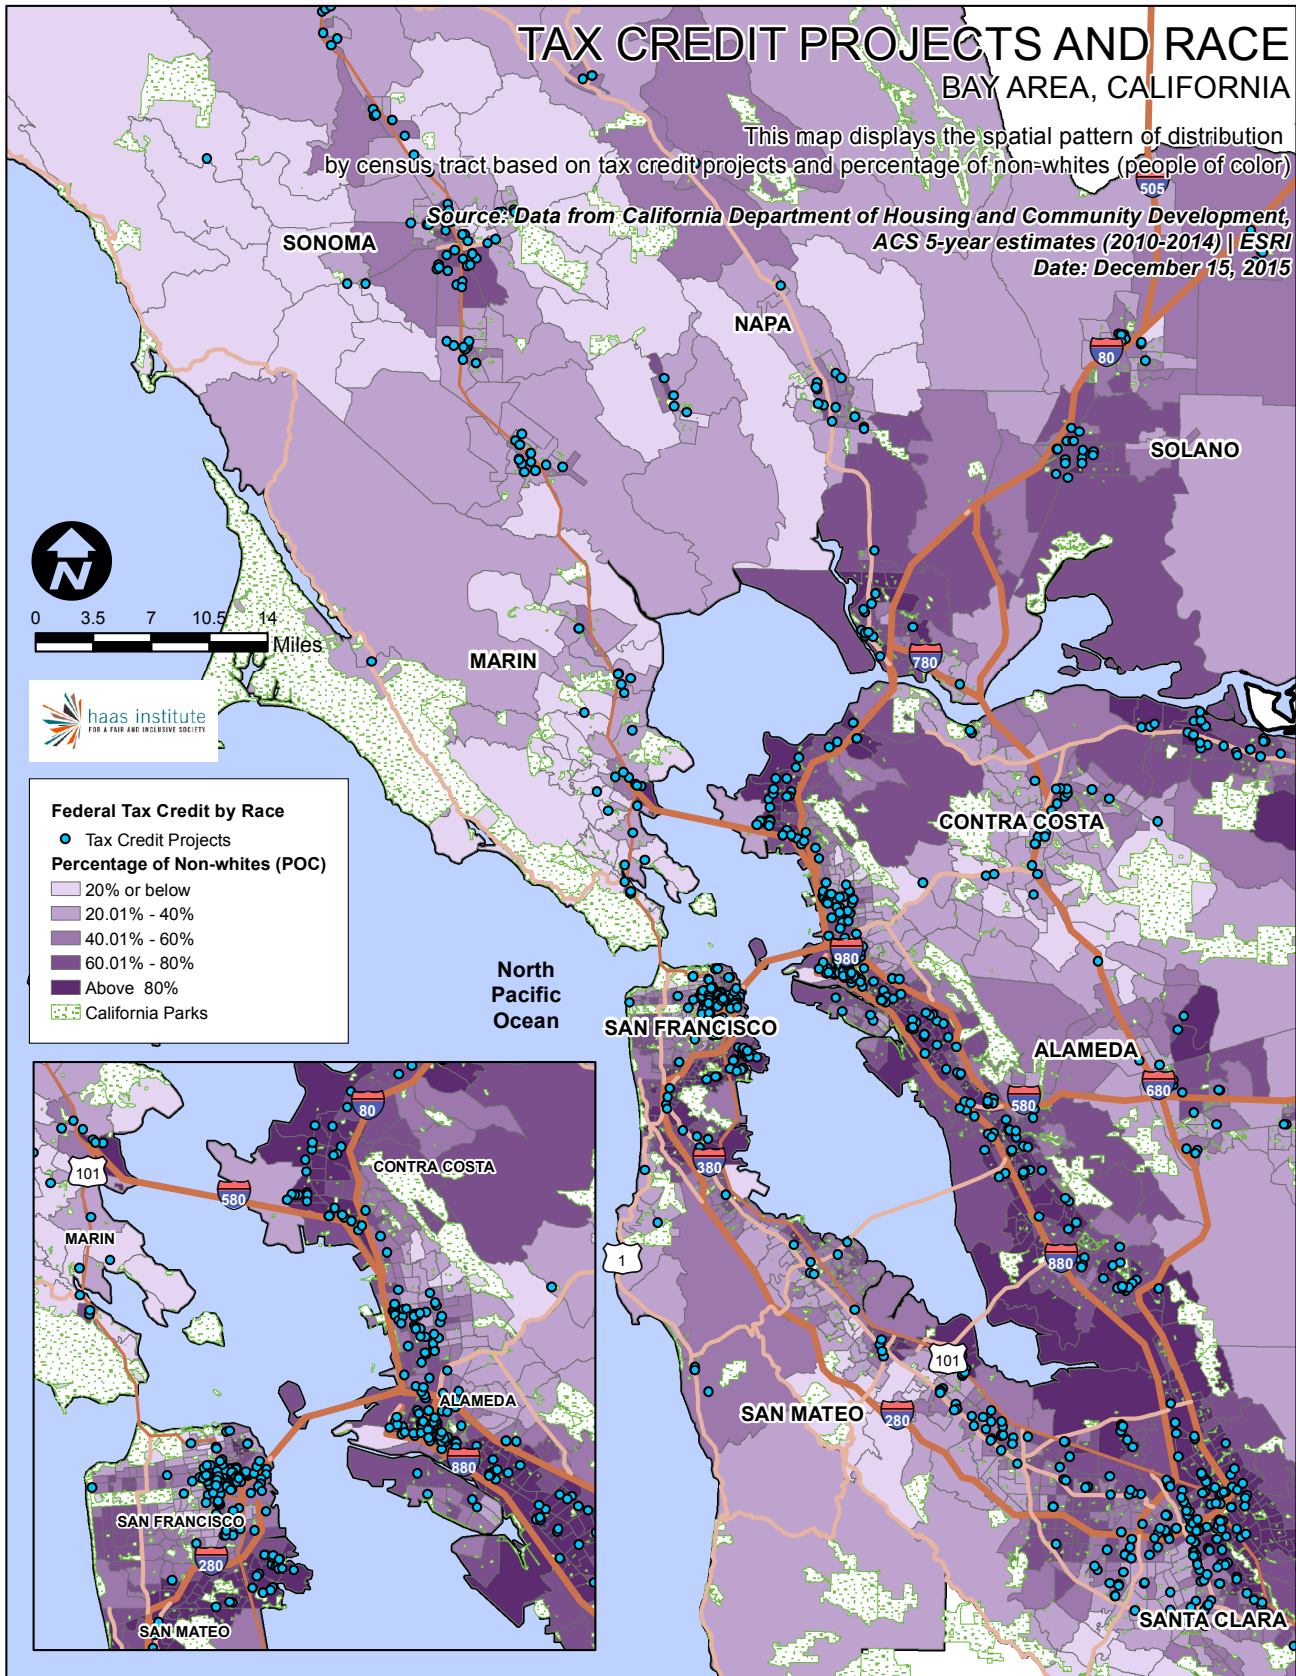 TAX CREDIT PROJECTS AND RACE
BAY AREA, CALIFORNIA
This map displays the spatial pattern of distribution
by census tract based on tax credit projects and percentage of non-whites (people of color)
Source: Data from California Department of Housing and Community Development,
ACS 5-year estimates (2010-2014) | ESRI
Date: December 15, 2015
505
SONOMA
NAPA
80
SOLANO
N
0 3.5 7 10.5 14
Miles
MARIN
780
haas institute
FOR A FAIR AND INCLUSIVE SOCIETY
Federal Tax Credit by Race
Tax Credit Projects
Percentage of Non-whites (POC)
20% or below
20.01% - 40%
40.01% - 60%
60.01% - 80%
Above 80%
California Parks
CONTRA COSTA
980
North
Pacific
Ocean
SAN FRANCISCO
ALAMEDA
680
580
380
880
1
101
SAN MATEO
280
SANTA CLARA
80
CONTRA COSTA
101
580
MARIN
ALAMEDA
880
SAN FRANCISCO
280
SAN MATEO